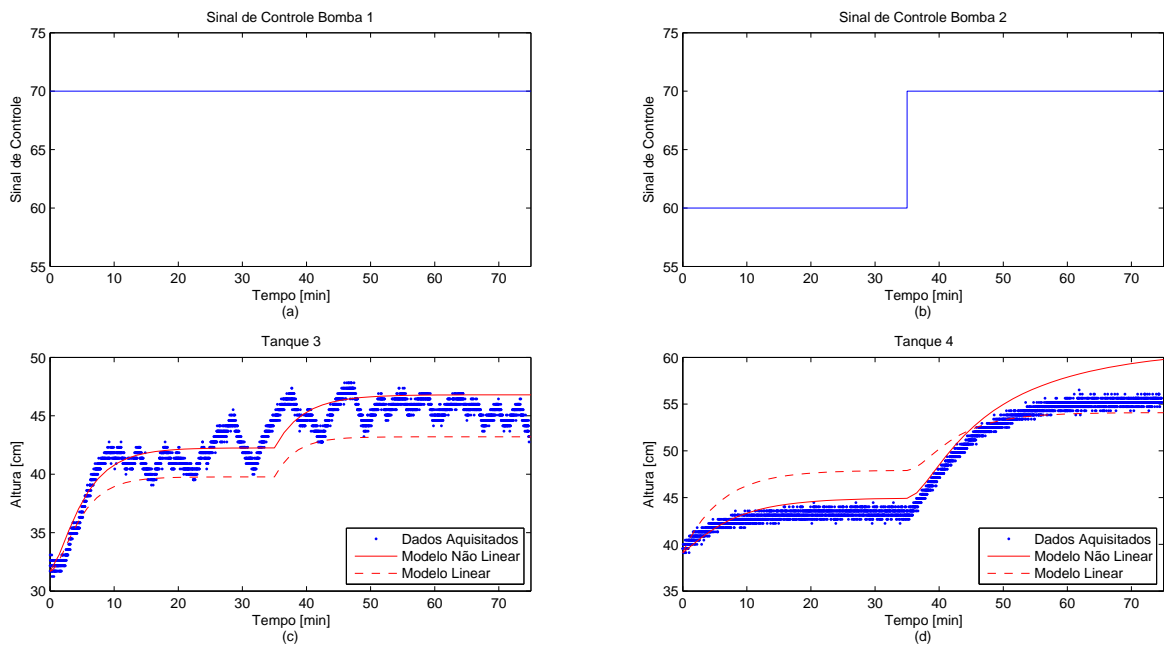 Sinal de Controle Bomba 1
75
70
65
60
55
Sinal de Controle
0 10 20 30 40 50 60 70
Tempo [min]
(a)
Sinal de Controle Bomba 2
75
70
65
60
55
Sinal de Controle
0 10 20 30 40 50 60 70
Tempo [min]
(b)
Tanque 3
50
45
40
35
30
Altura [cm]
Dados Aquisitados
Modelo Não Linear
Modelo Linear
0 10 20 30 40 50 60 70
Tempo [min]
(c)
Tanque 4
60
55
50
45
40
35
Altura [cm]
Dados Aquisitados
Modelo Não Linear
Modelo Linear
0 10 20 30 40 50 60 70
Tempo [min]
(d)